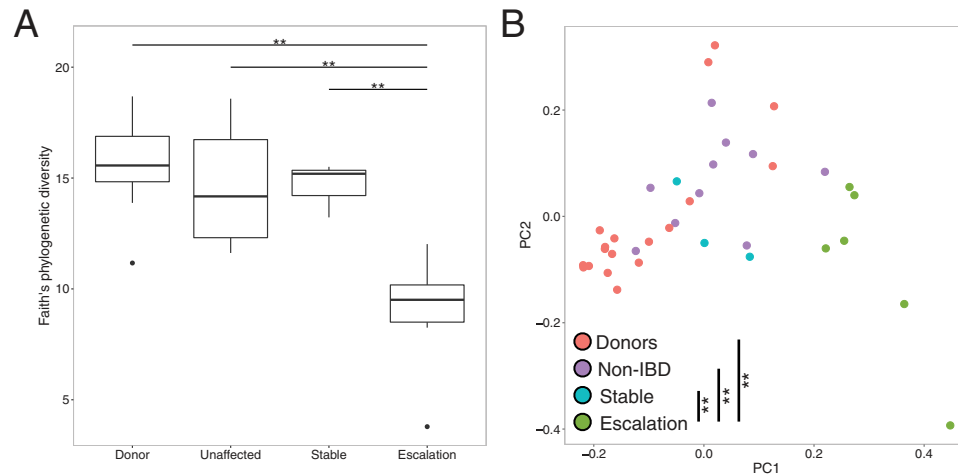 A
**
**
**
20
15
10
5
Faith's phylogenetic diversity
Donor Unaffected Stable Escalation
B
0.2
0.0
−0.2
−0.4
PC2
Donors
Non-IBD
Stable
Escalation
**
**
**
−0.2 0.0 0.2 0.4
PC1